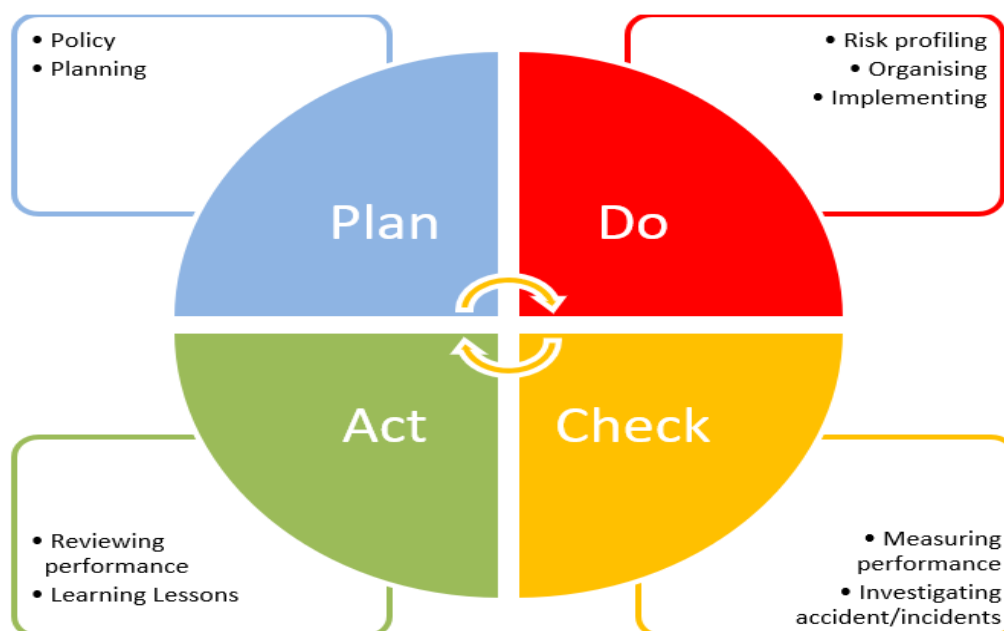 • Policy
• Planning
• Risk profiling
• Organising
• Implementing
Plan
Do
Act
Check
• Reviewing
performance
• Learning Lessons
• Measuring
performance
• Investigating
accident/incidents